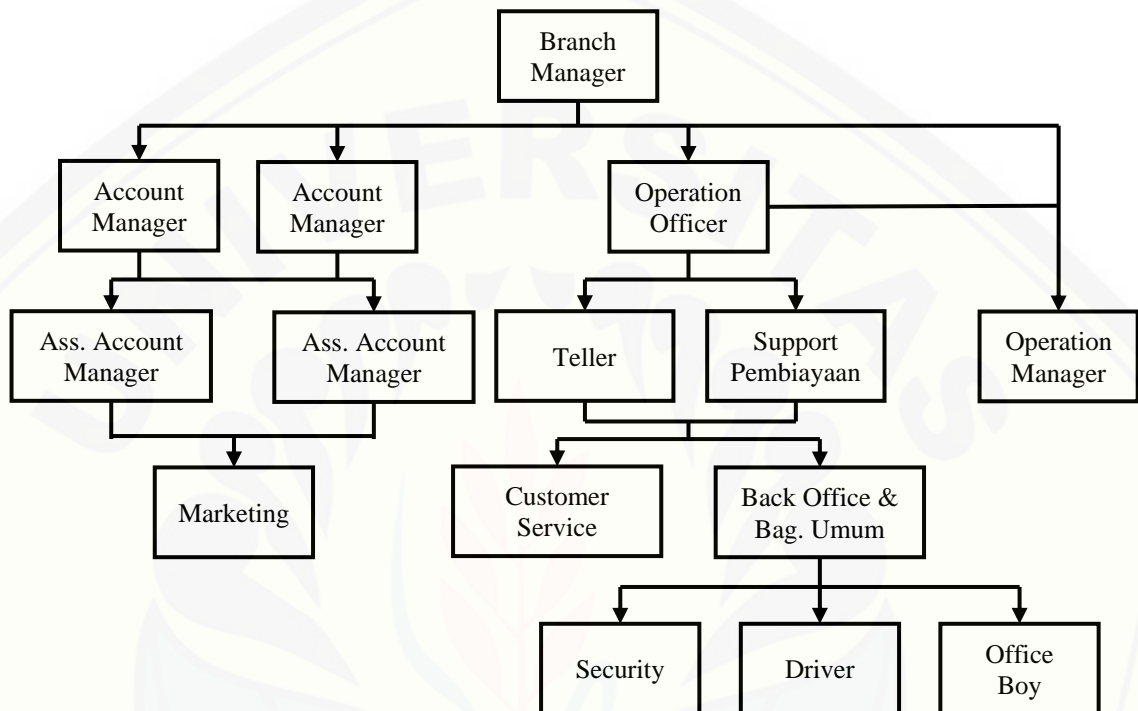 Branch
Manager
Account
Manager
Account
Manager
Operation
Officer
Ass. Account
Manager
Ass. Account
Manager
Teller
Support
Pembiayaan
Operation
Manager
Marketing
Customer
Service
Back Office &
Bag. Umum
Security
Driver
Office
Boy
UNIVERSITAS